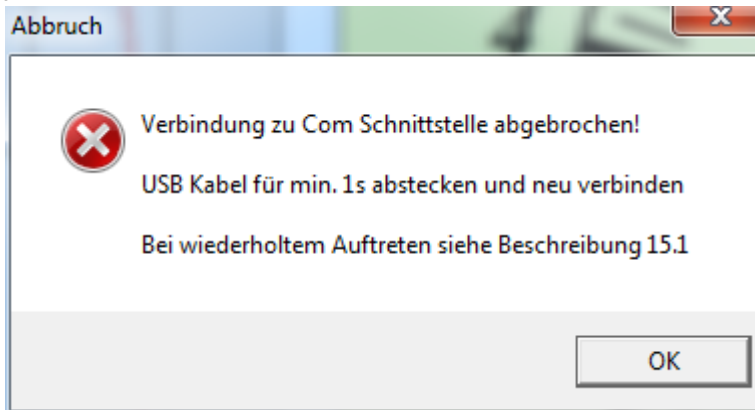 Abbruch
Verbindung zu Com Schnittstelle abgebrochen!
USB Kabel für min. 1s abstecken und neu verbinden
Bei wiederholtem Auftreten siehe Beschreibung 15.1
OK